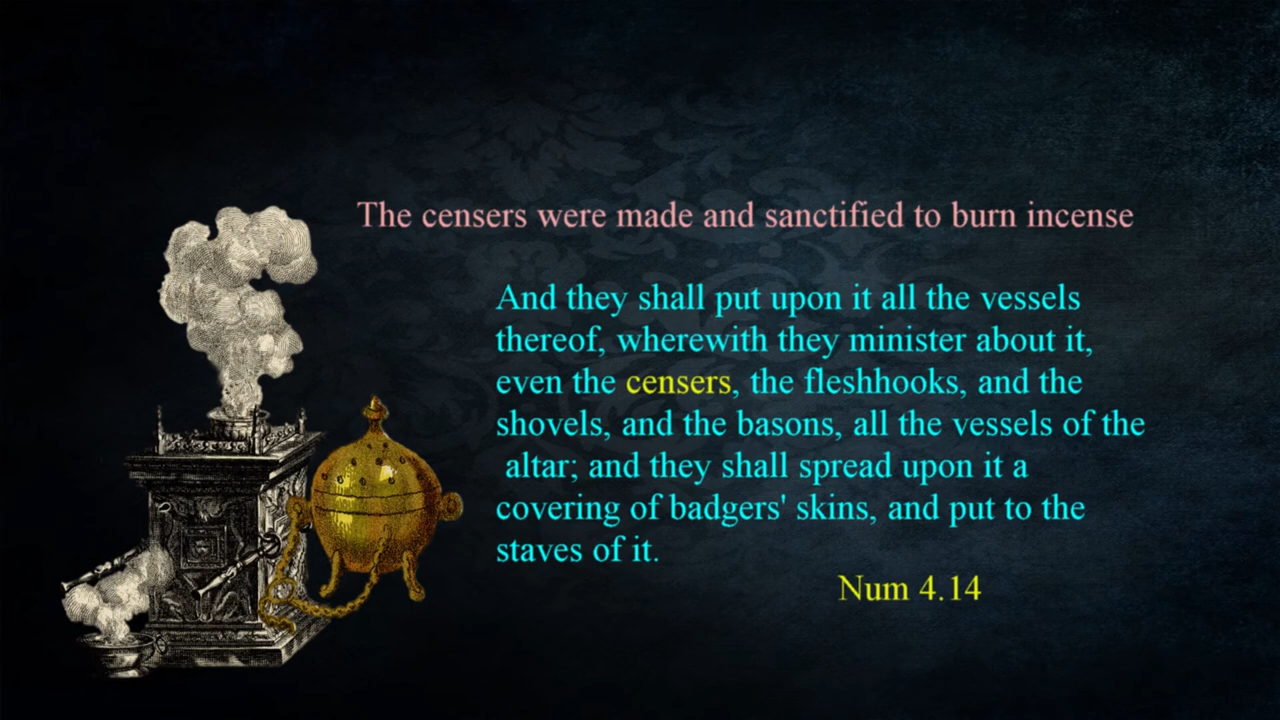 The censers were made and sanctified to burn incense
And they shall put upon it all the vessels
thereof, wherewith they minister about it,
even the censers, the fleshhooks, and the
shovels, and the basons, all the vessels of the
altar; and they shall spread upon it a
covering of badgers' skins, and put to the
staves of it.
Num 4.14